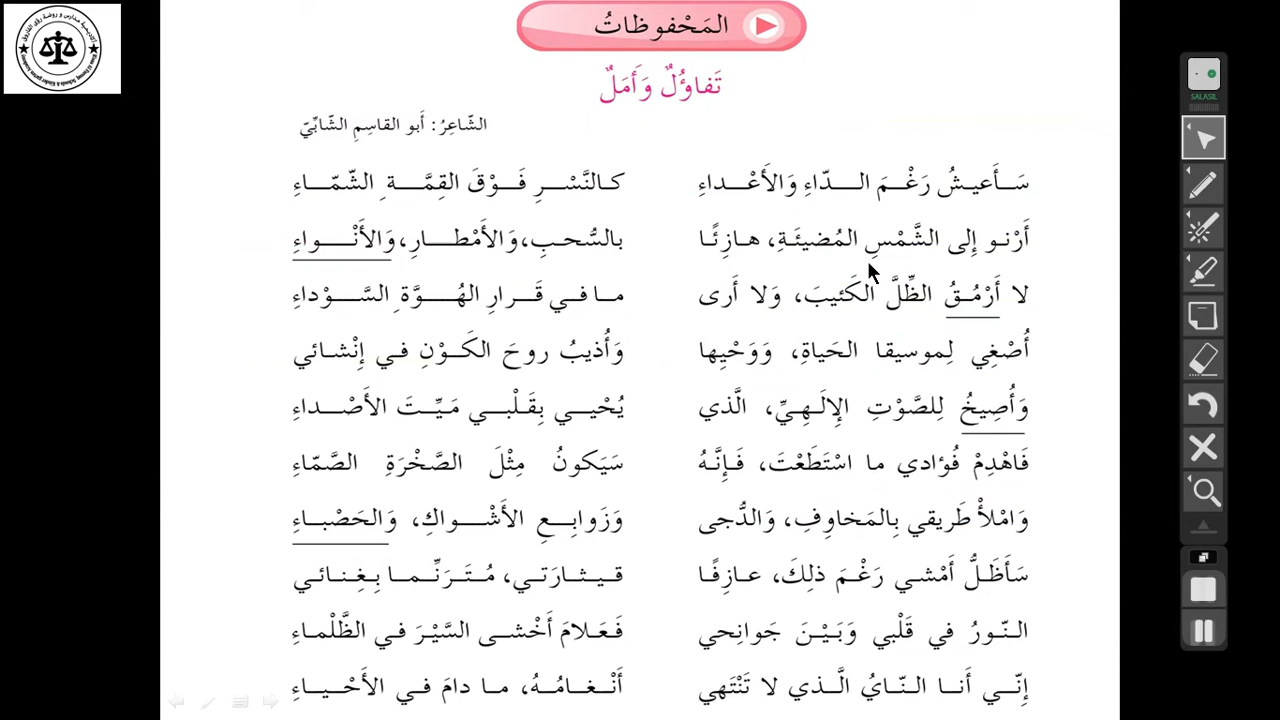 المَحْفوظاتُ
تَفاؤُلٌ وَأَمَلٌ
الشّاعِرُ: أَبو القاسِمِ الشّابِّيّ
سَأَعيشُ رَغْمَ الدّاءِ وَالأَعْداءِ كالنَّسْرِ فَوْقَ القِمَّةِ الشَّمّاءِ
أَرْنو إِلى الشَّمْسِ المُضيئَةِ، هازِئًا بالسُّحبِ، وَالأَمْطارِ، وَالأَنْواءِ
لا أَرْمُقُ الظِّلَّ الكَئيبَ، وَلا أَرى ما في قَرارِ الهُوَّةِ السَّوْداءِ
أُصْغِي لِموسيقا الحَياةِ، وَوَحْيِها وَأُذيبُ روحَ الكَوْنِ في إِنْشائي
وَأُصِيخُ لِلصَّوْتِ الإِلَهِيِّ، الَّذي يُحْيي بِقَلْبي مَيِّتَ الأَصْداءِ
فَاهْدِمْ فُؤادي ما اسْتَطَعْتَ، فَإِنَّهُ سَيَكونُ مِثْلَ الصَّخْرَةِ الصَّمّاءِ
وَامْلأْ طَريقي بِالمَخاوِفِ، وَالدُّجى وَزَوابِعِ الأَشْواكِ، وَالحَصْباءِ
سَأَظَلُّ أَمْشي رَغْمَ ذلِكَ، عازِفًا قيثارَتي، مُتَرَنِّما بِغِنائي
النّورُ في قَلْبي وَبَيْنَ جَوانِحي فَعَلامَ أَخْشى السَّيْرَ في الظَّلْماءِ
إِنّي أَنا النّايُ الَّذي لا تَنْتَهي أَنْغامُهُ، ما دامَ في الأَحْياءِ
SALASIL